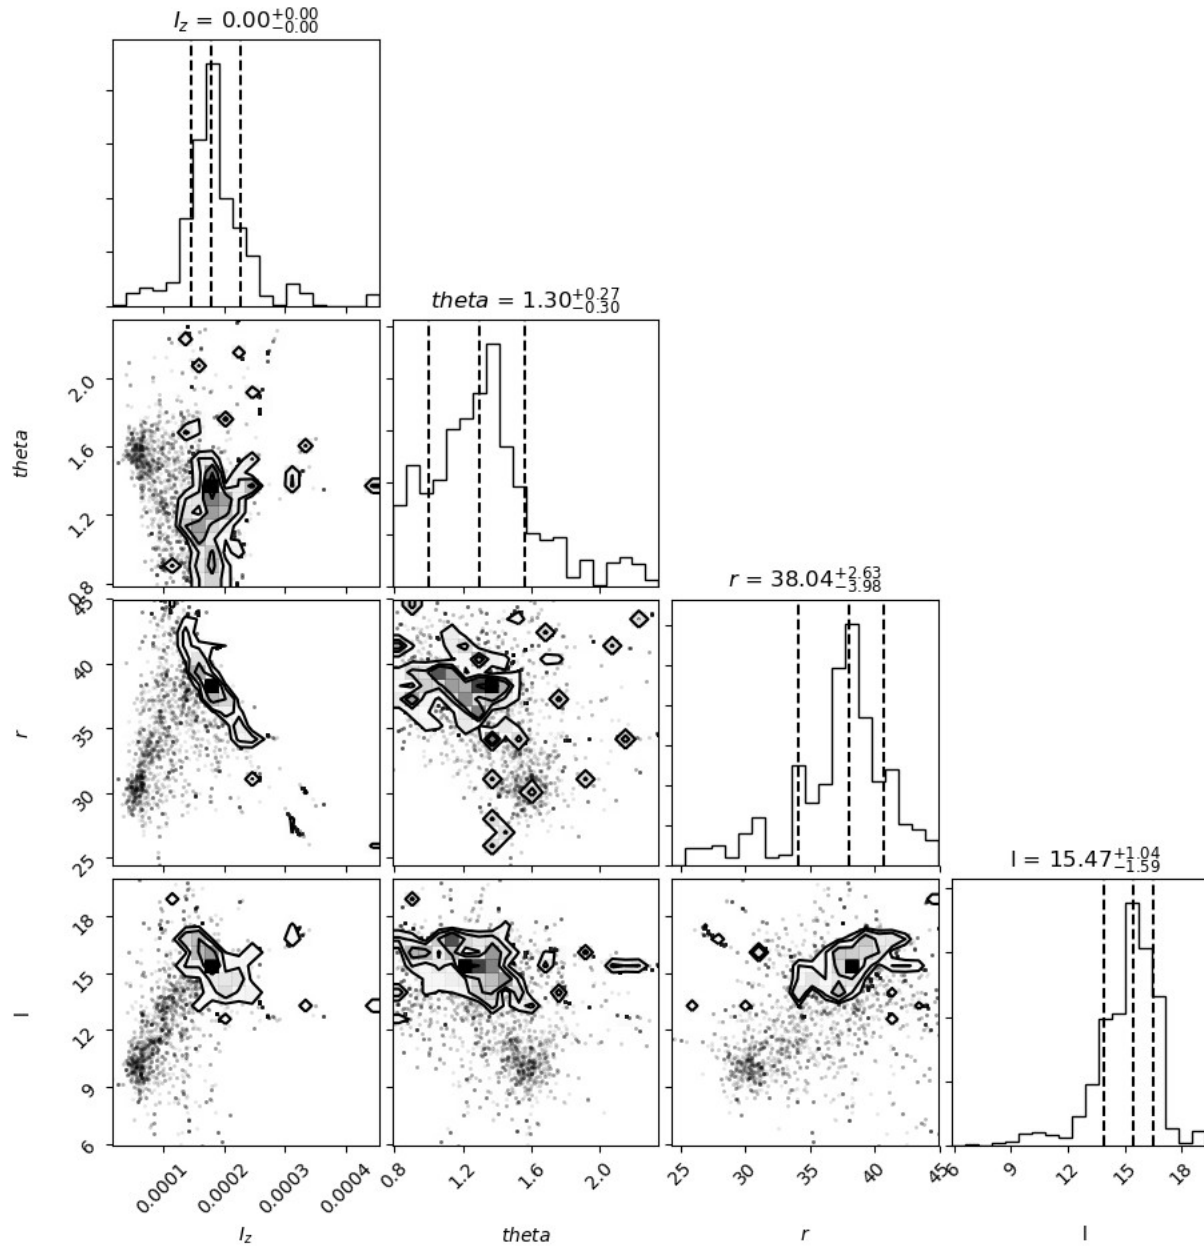 I_z = 0.00^{+0.00}_{-0.00}
theta = 1.30^{+0.27}_{-0.30}
2.0
1.6
1.2
0.8
theta
r = 38.04^{+2.63}_{-3.98}
45
40
35
30
25
r
l = 15.47^{+1.04}_{-1.59}
18
15
12
9
6
l
0.0001 0.0002 0.0003 0.0004
0.8 1.2 1.6 2.0
25 30 35 40 45
6 9 12 15 18
I_z theta r l